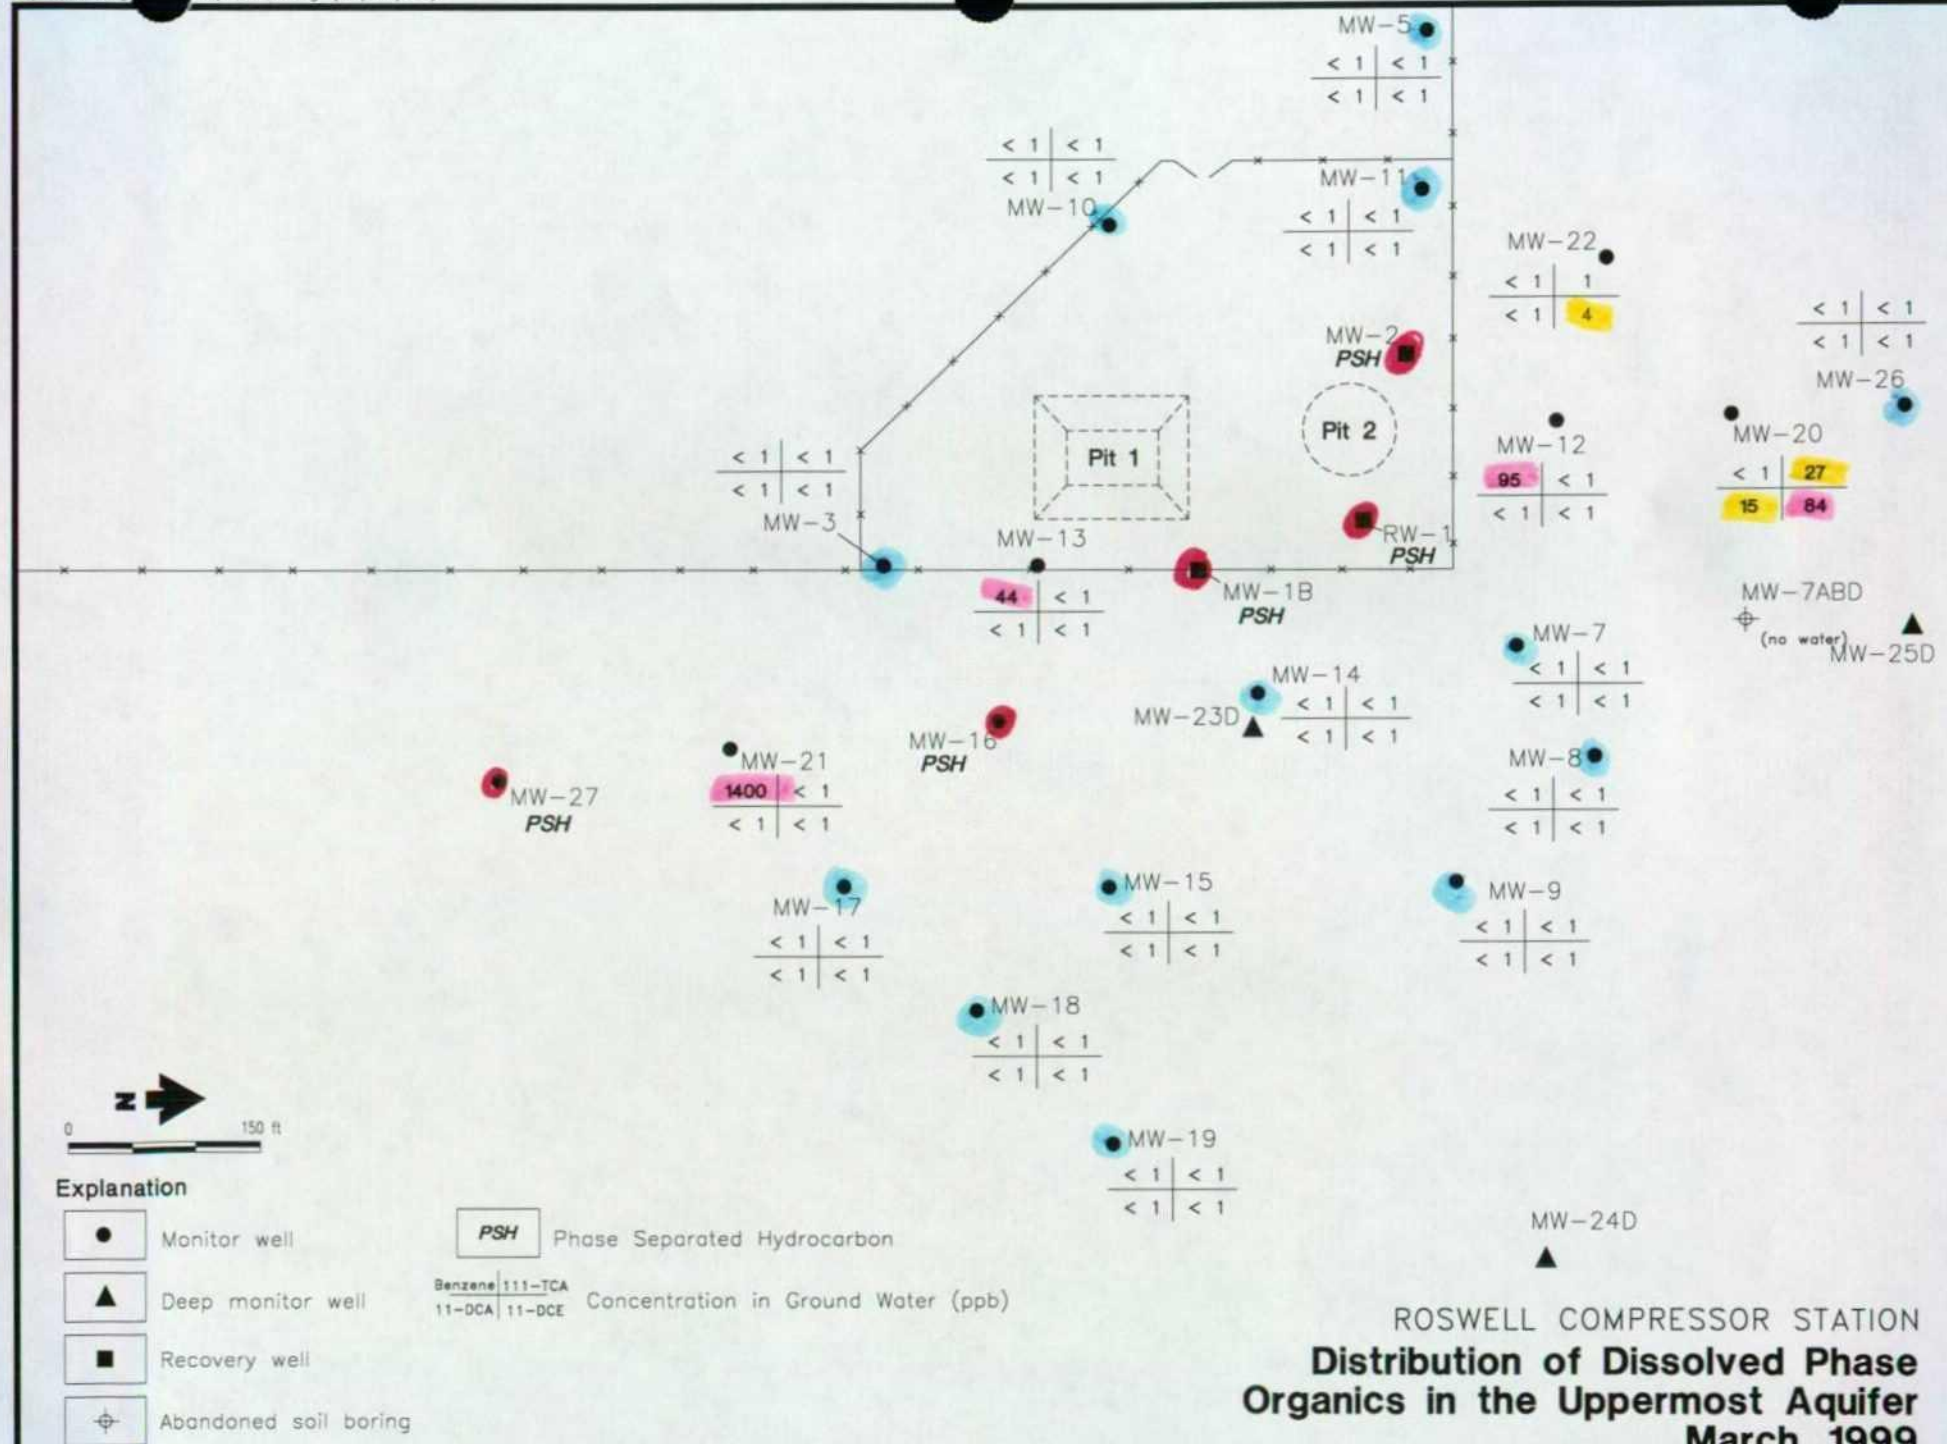 MW-5
< 1 | < 1
< 1 | < 1
< 1 | < 1
< 1 | < 1
MW-10
MW-11
< 1 | < 1
< 1 | < 1
MW-22
< 1 | 1
< 1 | 4
< 1 | < 1
< 1 | < 1
MW-26
MW-2
PSH
Pit 1
Pit 2
MW-12
95 | < 1
< 1 | < 1
MW-20
< 1 | 27
15 | 84
< 1 | < 1
< 1 | < 1
MW-3
MW-13
44 | < 1
< 1 | < 1
RW-1
PSH
MW-1B
PSH
MW-7ABD
(no water)
MW-25D
MW-7
< 1 | < 1
< 1 | < 1
MW-14
< 1 | < 1
< 1 | < 1
MW-23D
MW-16
PSH
MW-21
1400 | < 1
< 1 | < 1
MW-27
PSH
MW-8
< 1 | < 1
< 1 | < 1
MW-17
< 1 | < 1
< 1 | < 1
MW-15
< 1 | < 1
< 1 | < 1
MW-9
< 1 | < 1
< 1 | < 1
MW-18
< 1 | < 1
< 1 | < 1
MW-19
< 1 | < 1
< 1 | < 1
MW-24D
N
0 150 ft
Explanation
Monitor well
Deep monitor well
Recovery well
Abandoned soil boring
PSH Phase Separated Hydrocarbon
Benzene | 111-TCA
11-DCA | 11-DCE
Concentration in Ground Water (ppb)
ROSWELL COMPRESSOR STATION
Distribution of Dissolved Phase
Organics in the Uppermost Aquifer
March 1999